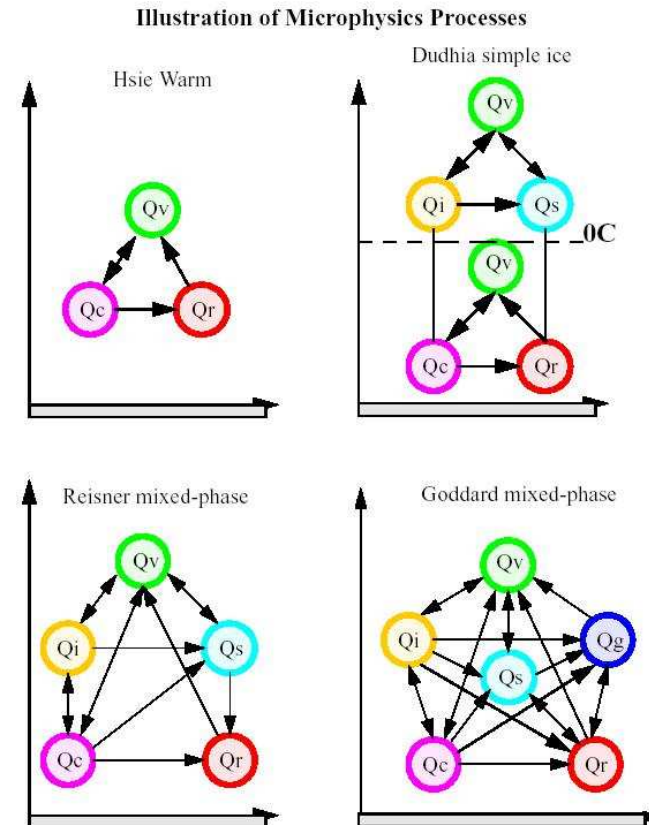 Illustration of Microphysics Processes
Hsie Warm
Qv
Qc
Qr
Dudhia simple ice
Qv
Qi
Qs
0C
Qv
Qc
Qr
Reisner mixed-phase
Qv
Qi
Qs
Qc
Qr
Goddard mixed-phase
Qv
Qi
Qg
Qs
Qc
Qr